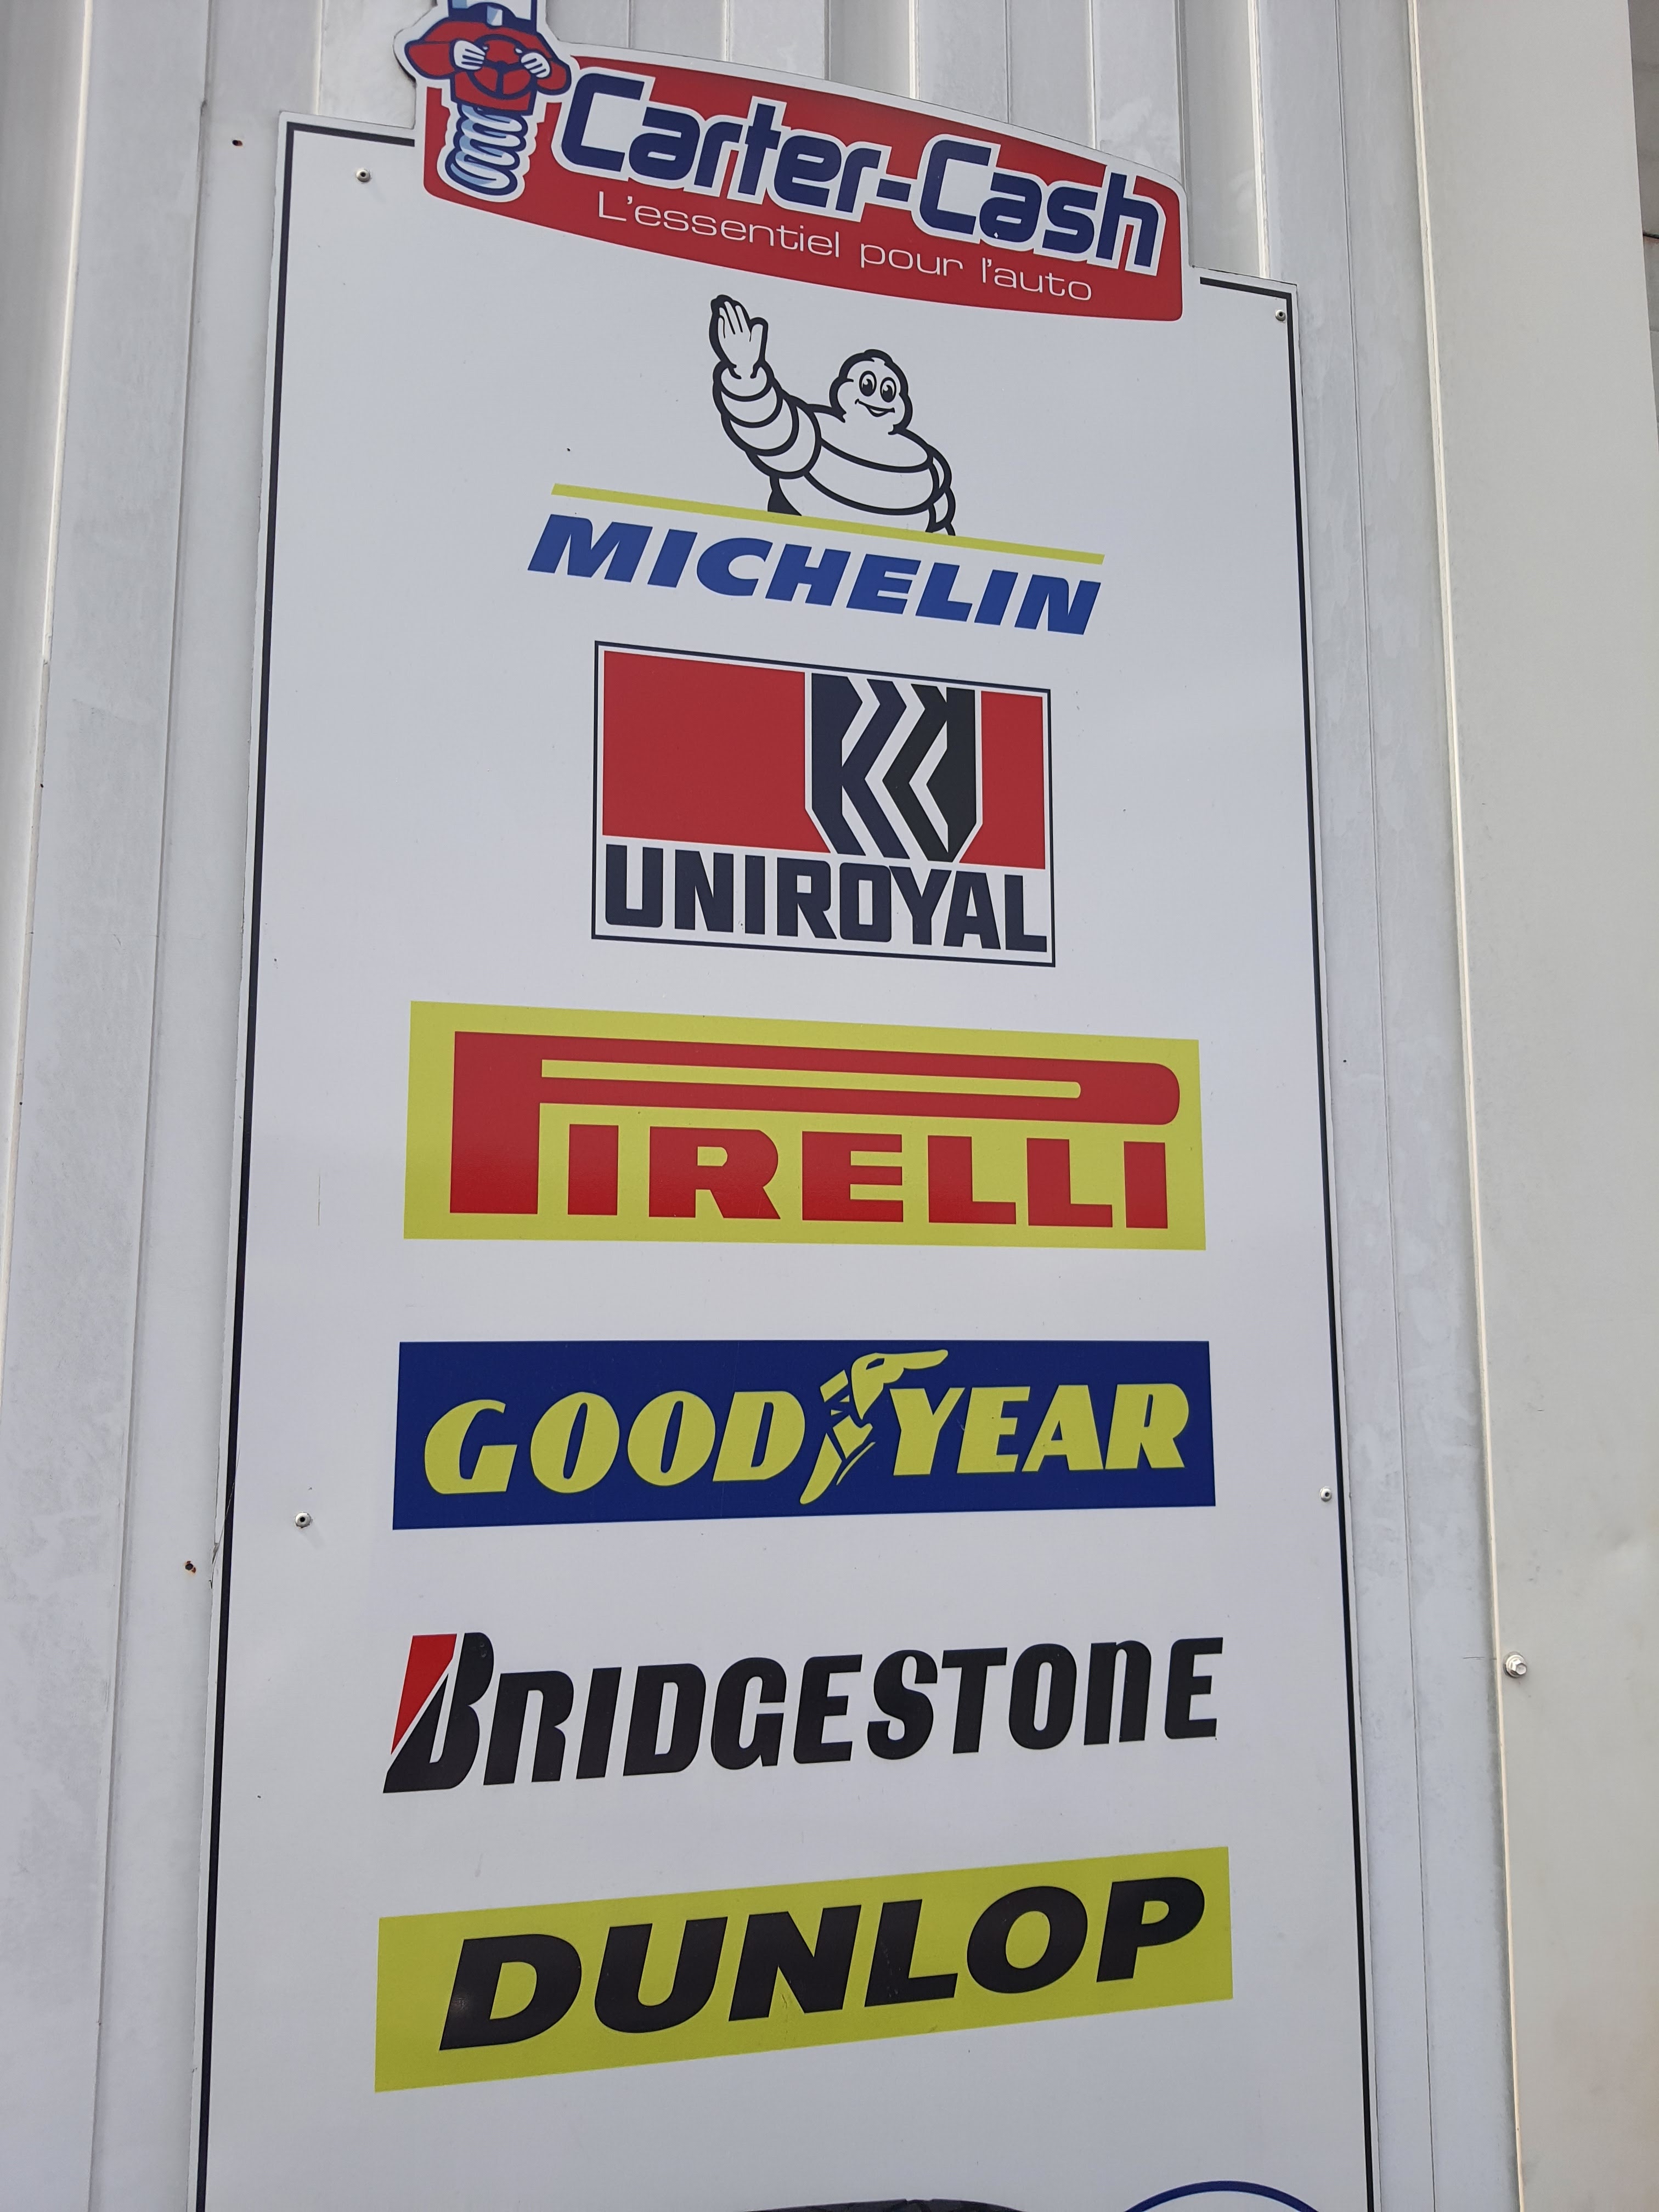 Carter-Cash
L'essentiel pour l'auto
MICHELIN
UNIROYAL
PIRELLI
GOODYEAR
BRIDGESTONE
DUNLOP